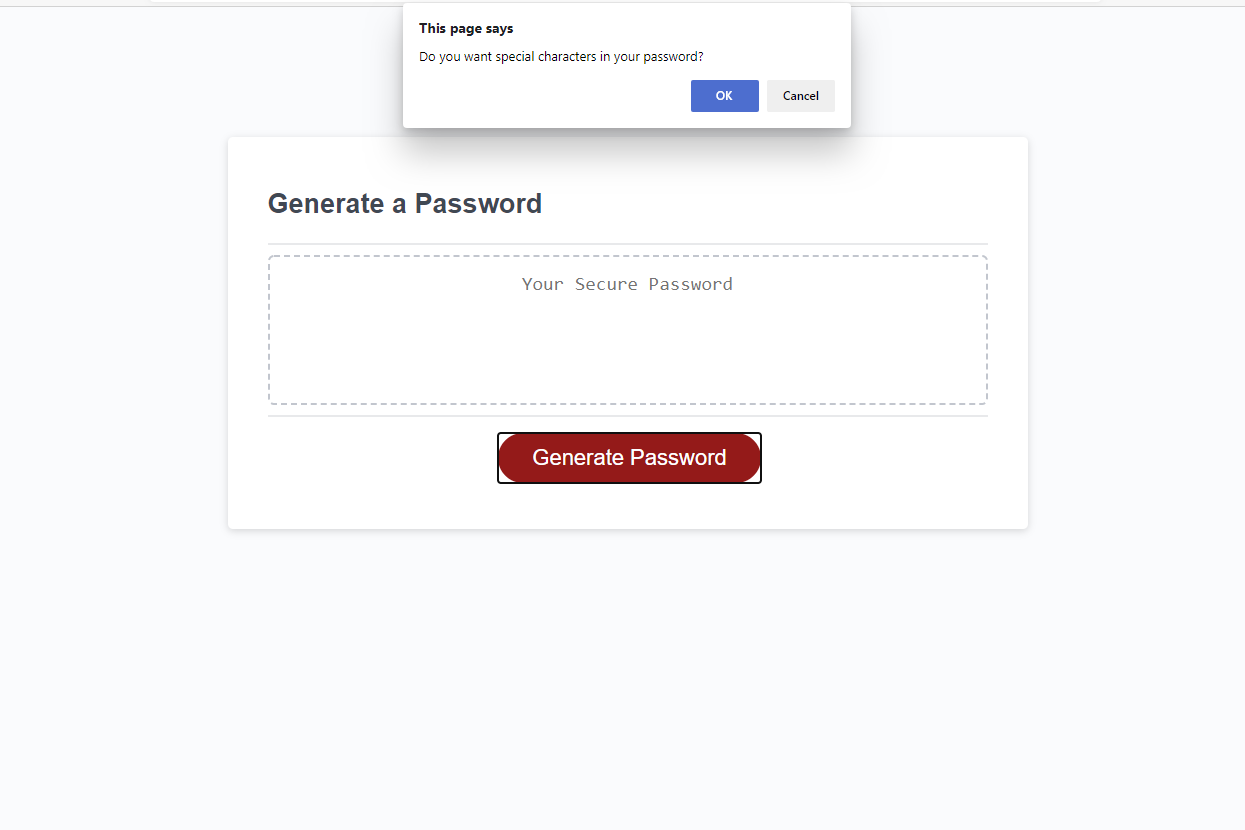 This page says
Do you want special characters in your password?
OK Cancel
Generate a Password
Your Secure Password
Generate Password